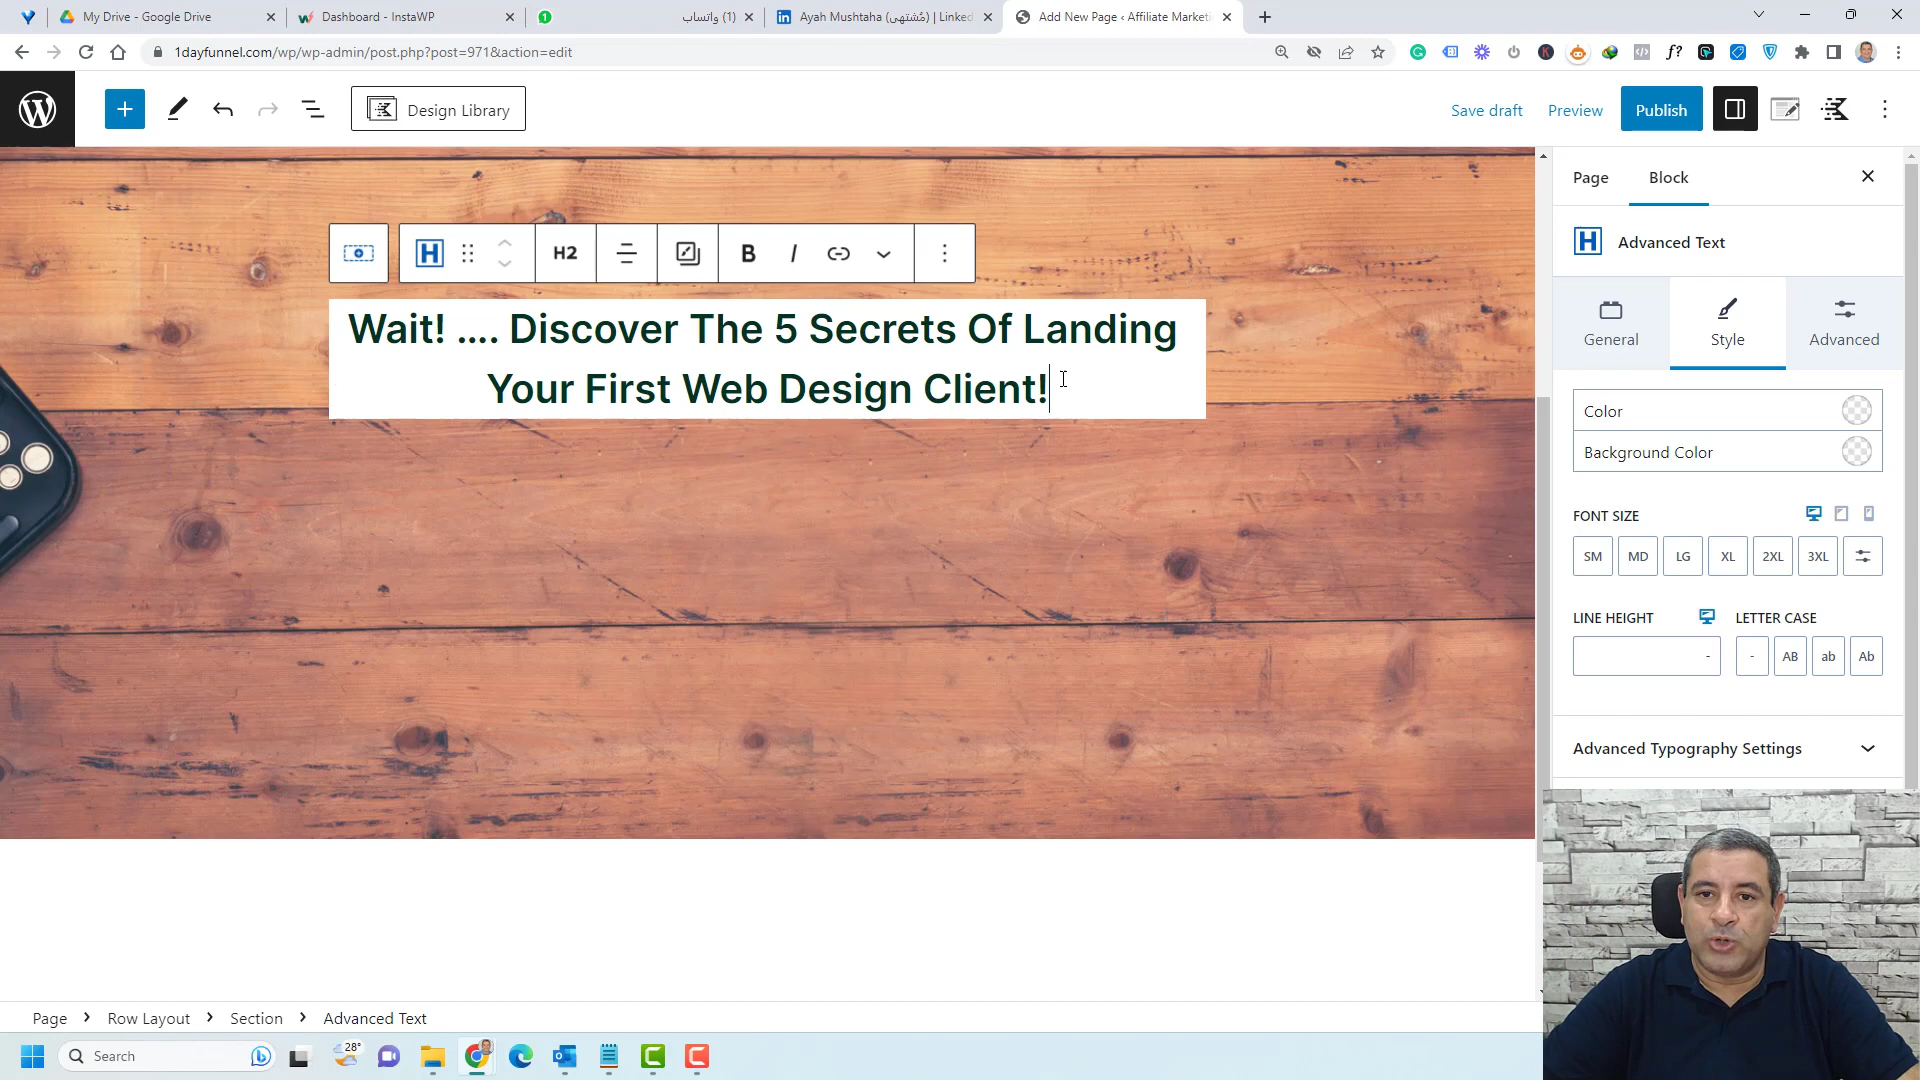 My Drive - Google Drive
Dashboard - InstaWP
(1) واتساب
Ayah Mushtaha (مُشتهى) | Linked
Add New Page ‹ Affiliate Marketi
1dayfunnel.com/wp/wp-admin/post.php?post=971&action=edit
Design Library
Save draft
Preview
Publish
Page
Block
H2
B
I
H
Advanced Text
General
Style
Advanced
Wait! .... Discover The 5 Secrets Of Landing
Your First Web Design Client!
Color
Background Color
FONT SIZE
SM
MD
LG
XL
2XL
3XL
LINE HEIGHT
LETTER CASE
-
-
AB
ab
Ab
Advanced Typography Settings
Page
Row Layout
Section
Advanced Text
Search
28°